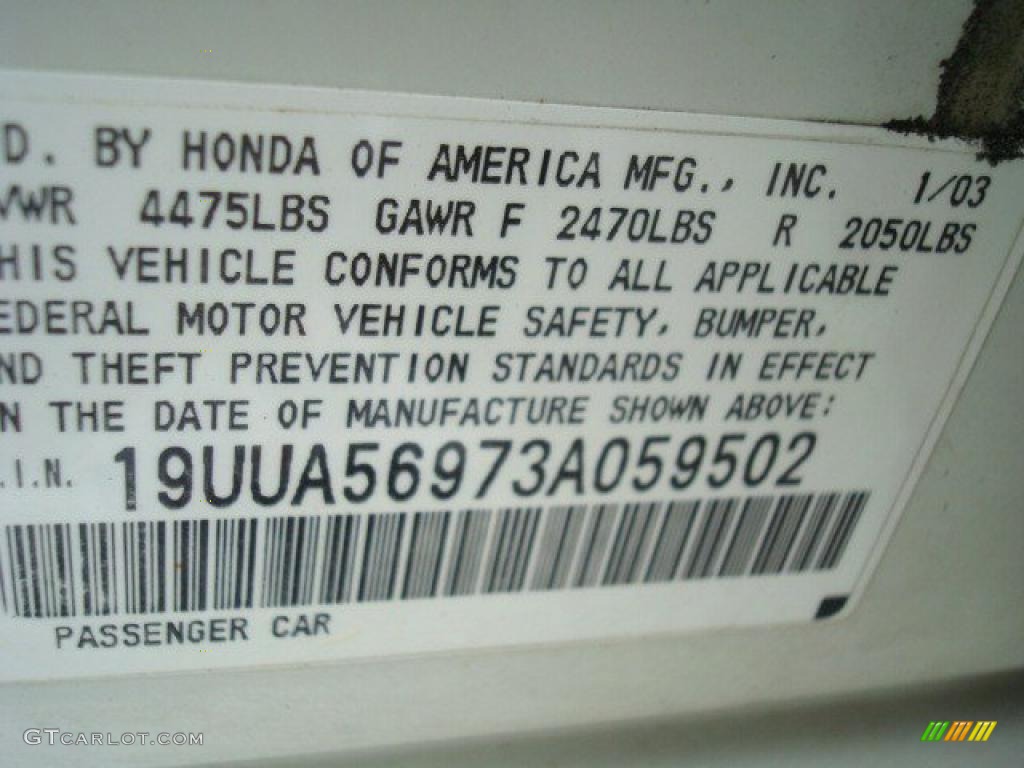 D. BY HONDA OF AMERICA MFG., INC. 1/03
VWR 4475LBS GAWR F 2470LBS R 2050LBS
HIS VEHICLE CONFORMS TO ALL APPLICABLE
EDERAL MOTOR VEHICLE SAFETY, BUMPER,
ND THEFT PREVENTION STANDARDS IN EFFECT
N THE DATE OF MANUFACTURE SHOWN ABOVE:
.I.N. 19UUA56973A059502
PASSENGER CAR
GTCARLOT.COM